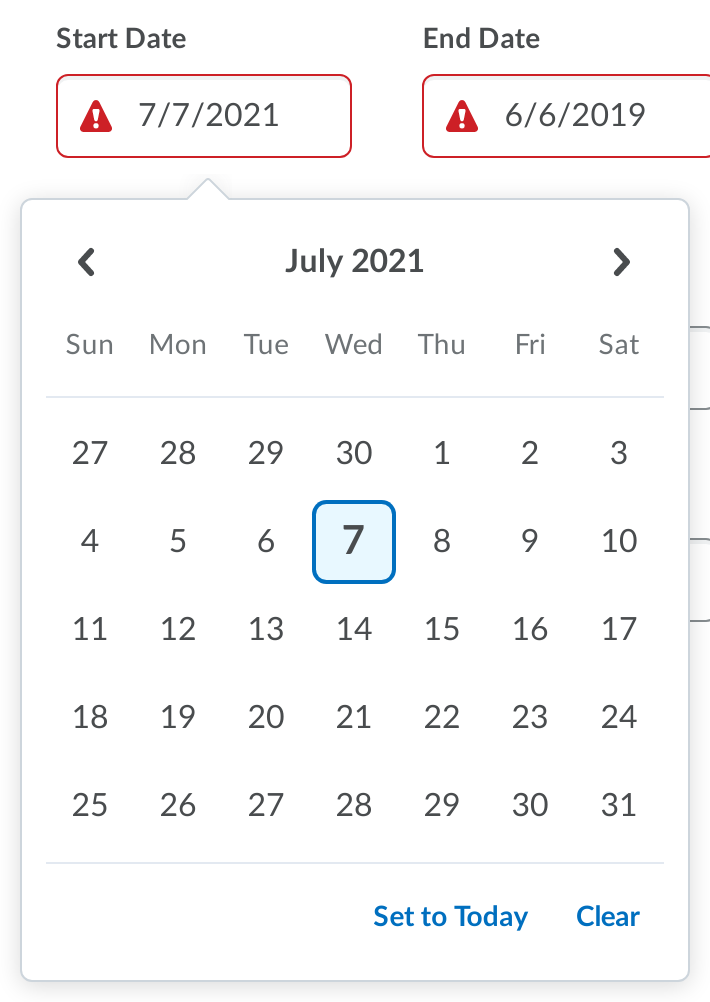 Start Date End Date
7/7/2021 6/6/2019
July 2021
Sun Mon Tue Wed Thu Fri Sat
27 28 29 30 1 2 3
4 5 6 7 8 9 10
11 12 13 14 15 16 17
18 19 20 21 22 23 24
25 26 27 28 29 30 31
Set to Today Clear